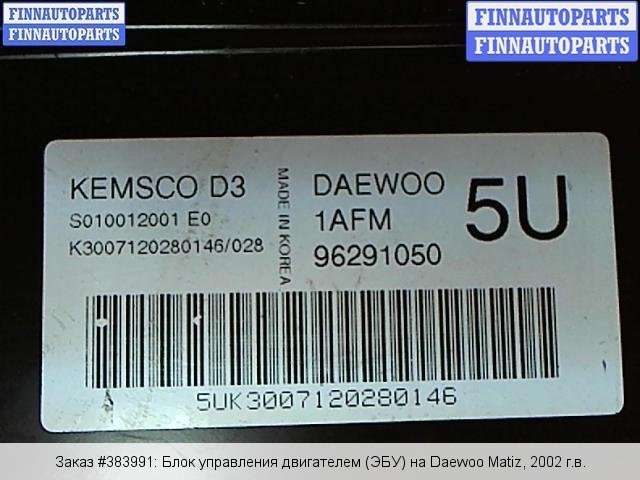 FINNAUTOPARTS
FINNAUTOPARTS
FINNAUTOPARTS
FINNAUTOPARTS
KEMSCO D3
S010012001 E0
K3007120280146/028
MADE IN KOREA
DAEWOO
1AFM
96291050
5U
5UK3007120280146
Заказ #383991: Блок управления двигателем (ЭБУ) на Daewoo Matiz, 2002 г.в.